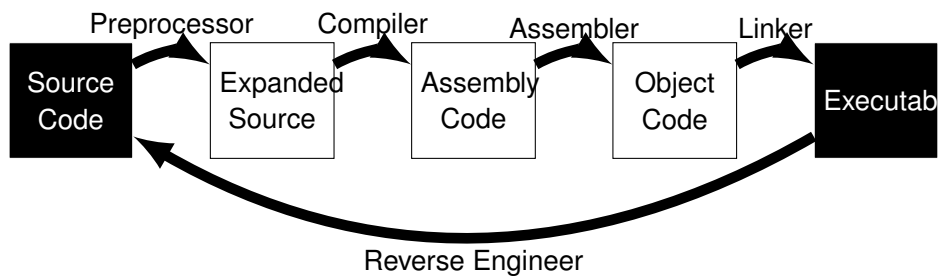 Preprocessor
Compiler
Assembler
Linker
Source
Code
Expanded
Source
Assembly
Code
Object
Code
Executab
Reverse Engineer